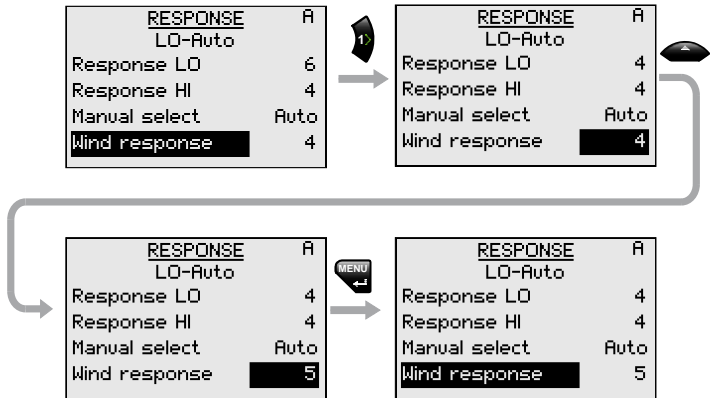 RESPONSE A
LO-Auto
Response LO 6
Response HI 4
Manual select Auto
Wind response 4
1
RESPONSE A
LO-Auto
Response LO 4
Response HI 4
Manual select Auto
Wind response 4
RESPONSE A
LO-Auto
Response LO 4
Response HI 4
Manual select Auto
Wind response 5
MENU
RESPONSE A
LO-Auto
Response LO 4
Response HI 4
Manual select Auto
Wind response 5